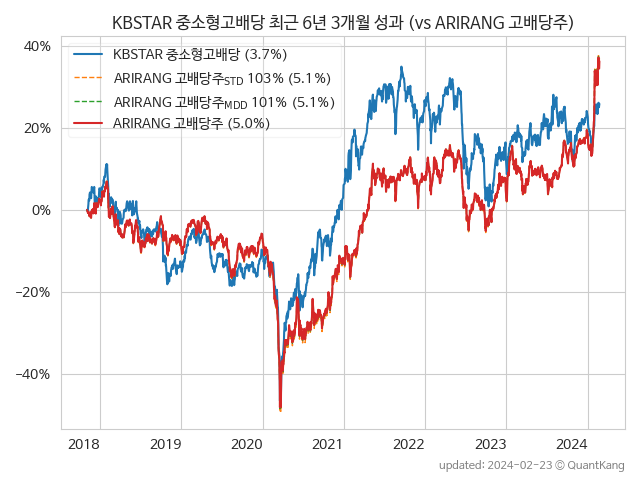 KBSTAR 중소형고배당 최근 6년 3개월 성과 (vs ARIRANG 고배당주)
KBSTAR 중소형고배당 (3.7%)
ARIRANG 고배당주STD 103% (5.1%)
ARIRANG 고배당주MDD 101% (5.1%)
ARIRANG 고배당주 (5.0%)
40%
20%
0%
−20%
−40%
2018 2019 2020 2021 2022 2023 2024
updated: 2024-02-23 ⓒ QuantKang